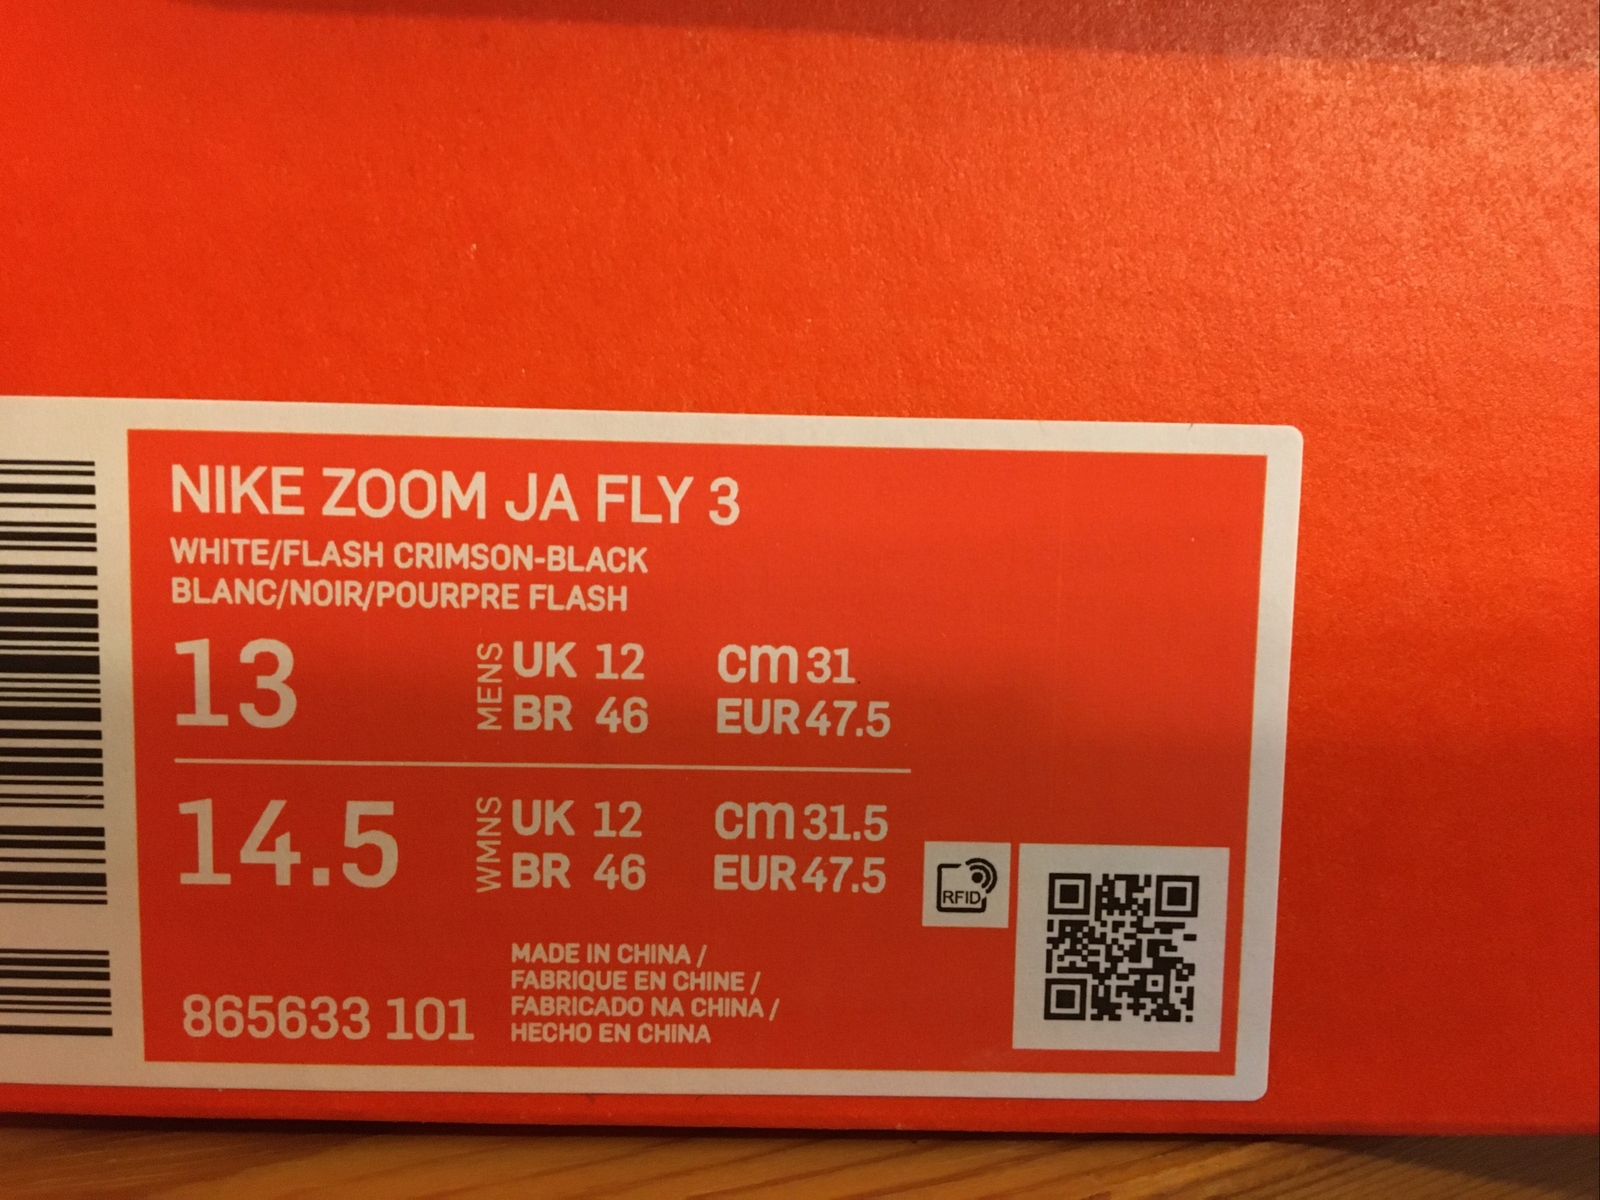 NIKE ZOOM JA FLY 3
WHITE/FLASH CRIMSON-BLACK
BLANC/NOIR/POURPRE FLASH
13
MENS
UK 12
cm 31
BR 46
EUR 47.5
14.5
WMNS
UK 12
cm 31.5
BR 46
EUR 47.5
RFID
MADE IN CHINA /
FABRIQUE EN CHINE /
FABRICADO NA CHINA /
HECHO EN CHINA
865633 101